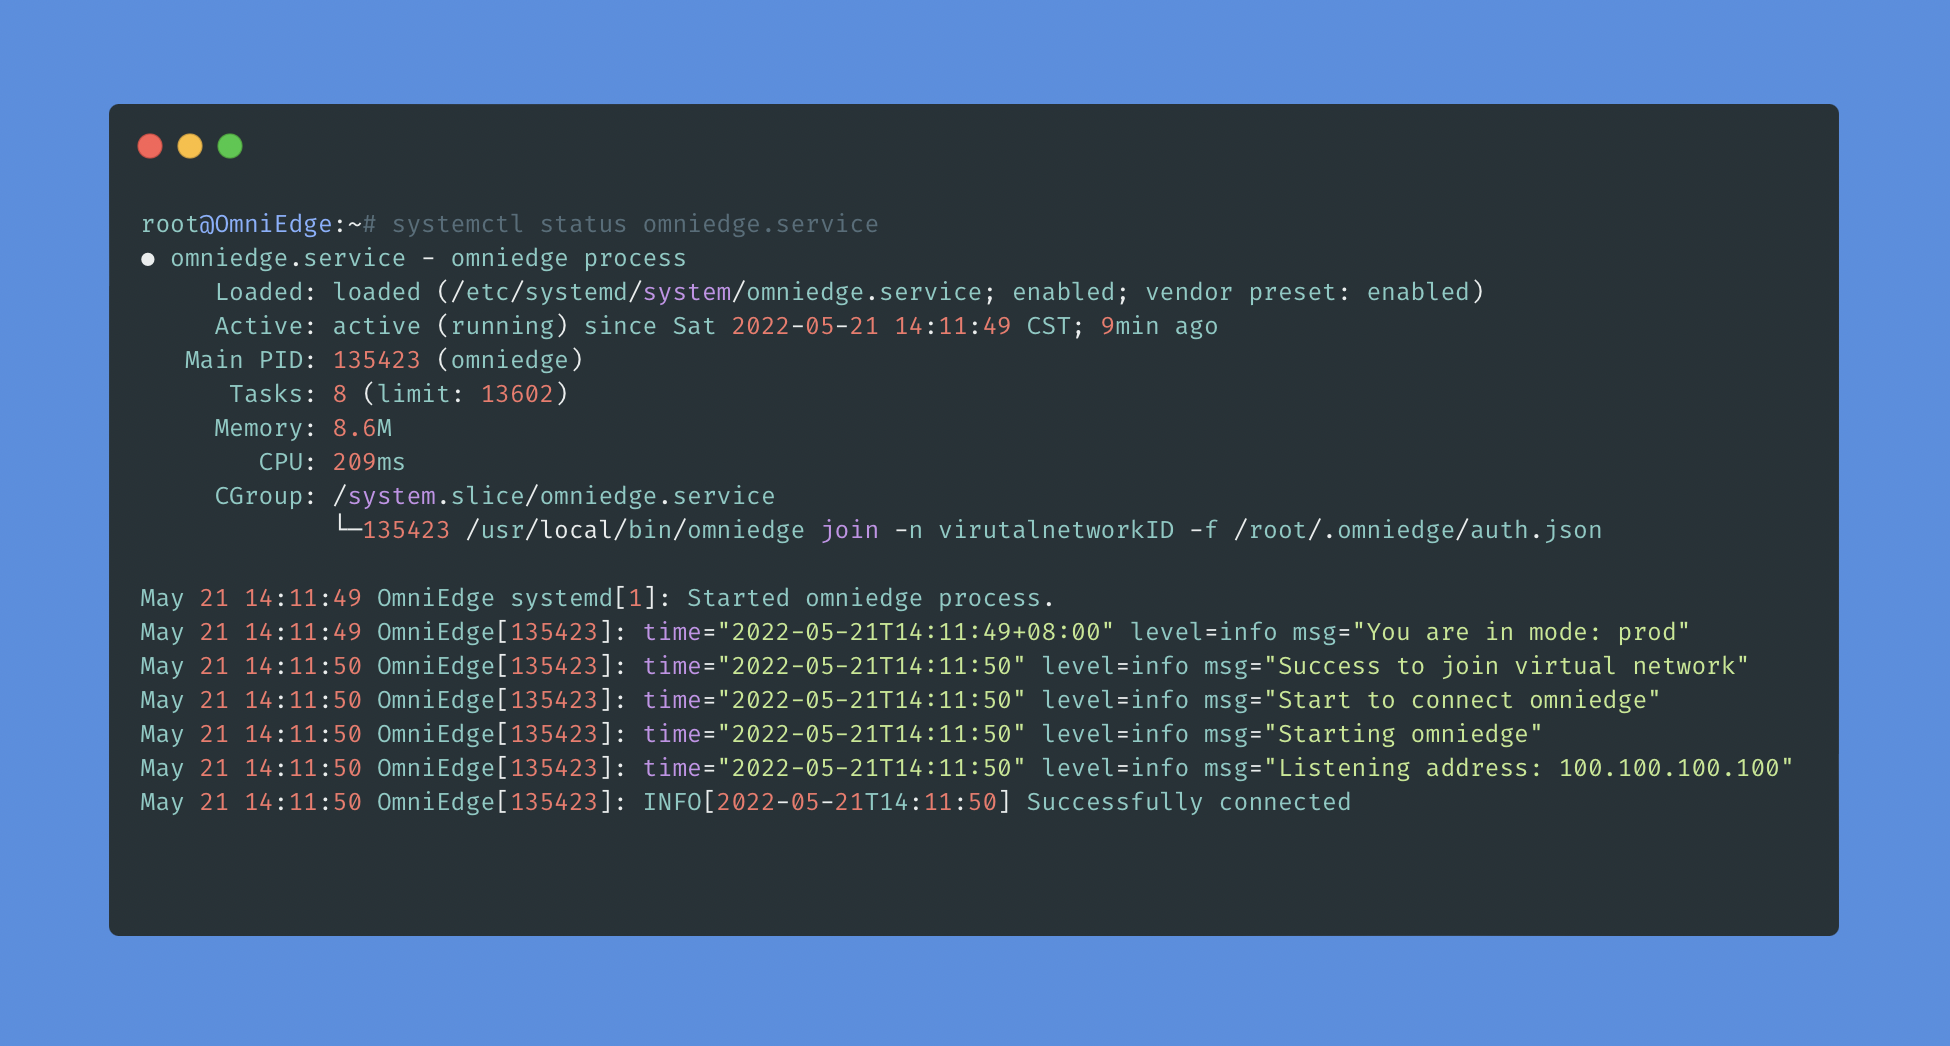 root@OmniEdge:~# systemctl status omniedge.service
● omniedge.service - omniedge process
Loaded: loaded (/etc/systemd/system/omniedge.service; enabled; vendor preset: enabled)
Active: active (running) since Sat 2022-05-21 14:11:49 CST; 9min ago
Main PID: 135423 (omniedge)
Tasks: 8 (limit: 13602)
Memory: 8.6M
CPU: 209ms
CGroup: /system.slice/omniedge.service
└─135423 /usr/local/bin/omniedge join -n virutalnetworkID -f /root/.omniedge/auth.json
May 21 14:11:49 OmniEdge systemd[1]: Started omniedge process.
May 21 14:11:49 OmniEdge[135423]: time="2022-05-21T14:11:49+08:00" level=info msg="You are in mode: prod"
May 21 14:11:50 OmniEdge[135423]: time="2022-05-21T14:11:50" level=info msg="Success to join virtual network"
May 21 14:11:50 OmniEdge[135423]: time="2022-05-21T14:11:50" level=info msg="Start to connect omniedge"
May 21 14:11:50 OmniEdge[135423]: time="2022-05-21T14:11:50" level=info msg="Starting omniedge"
May 21 14:11:50 OmniEdge[135423]: time="2022-05-21T14:11:50" level=info msg="Listening address: 100.100.100.100"
May 21 14:11:50 OmniEdge[135423]: INFO[2022-05-21T14:11:50] Successfully connected